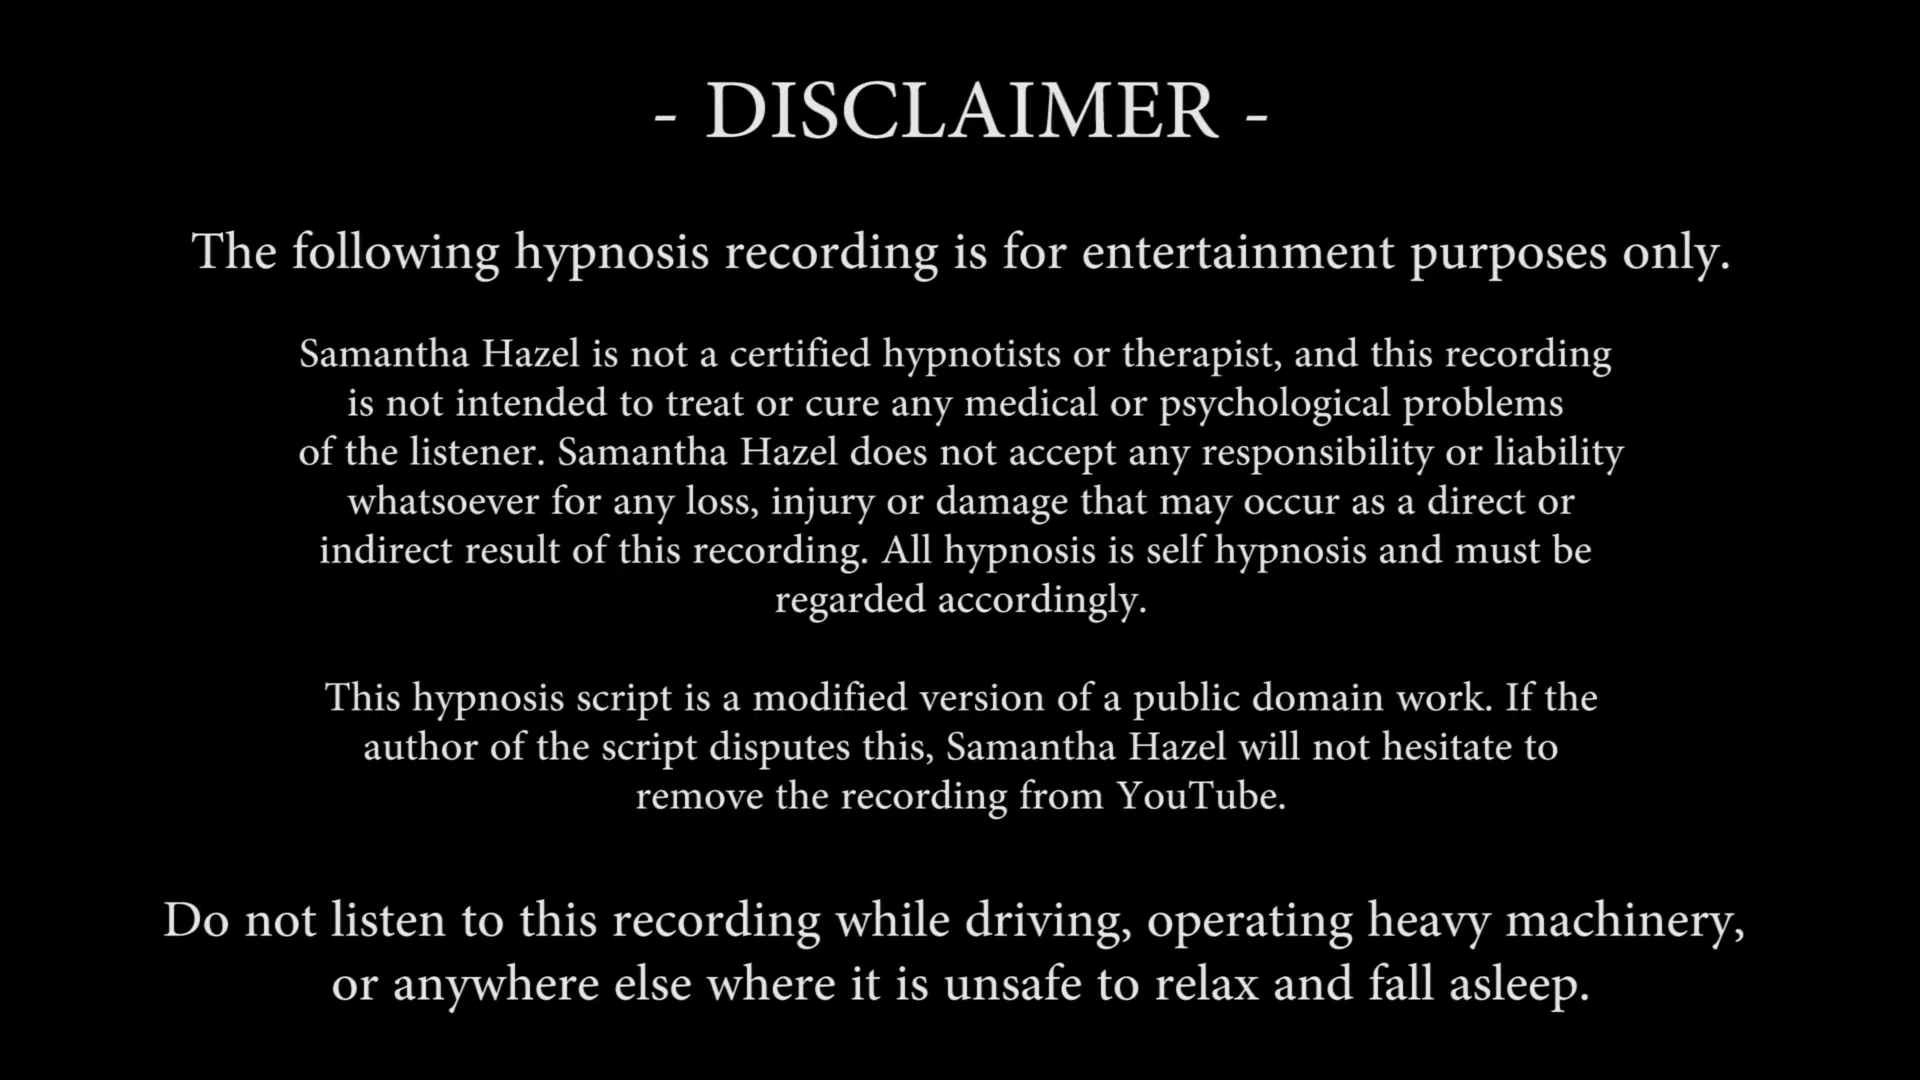 - DISCLAIMER -
The following hypnosis recording is for entertainment purposes only.
Samantha Hazel is not a certified hypnotists or therapist, and this recording
is not intended to treat or cure any medical or psychological problems
of the listener. Samantha Hazel does not accept any responsibility or liability
whatsoever for any loss, injury or damage that may occur as a direct or
indirect result of this recording. All hypnosis is self hypnosis and must be
regarded accordingly.
This hypnosis script is a modified version of a public domain work. If the
author of the script disputes this, Samantha Hazel will not hesitate to
remove the recording from YouTube.
Do not listen to this recording while driving, operating heavy machinery,
or anywhere else where it is unsafe to relax and fall asleep.